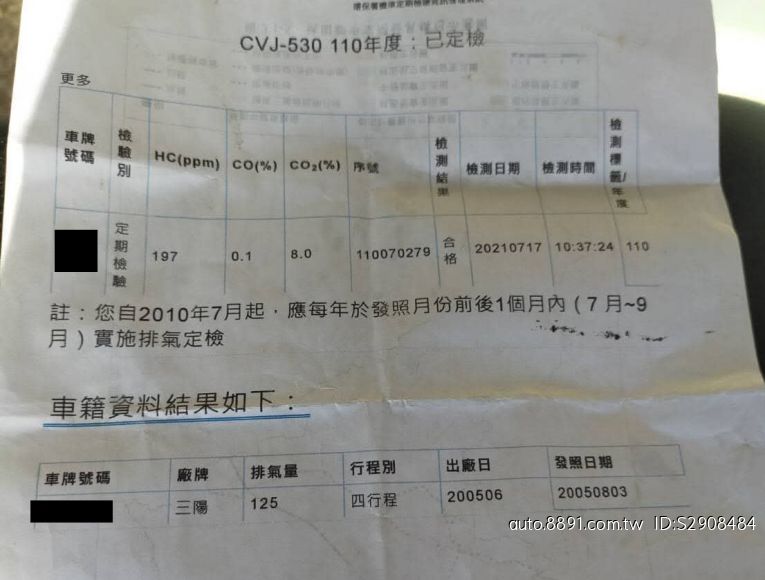 CVJ-530 110年度：已定檢
更多
車牌號碼 檢驗別 HC(ppm) CO(%) CO₂(%) 序號 檢測結果 檢測日期 檢測時間 檢測標籤/年度
定期檢驗 197 0.1 8.0 110070279 合格 20210717 10:37:24 110
註：您自2010年7月起，應每年於發照月份前後1個月內（7月~9
月）實施排氣定檢
車籍資料結果如下：
車牌號碼 廠牌 排氣量 行程別 出廠日 發照日期
三陽 125 四行程 200506 20050803
auto.8891.com.tw ID:S2908484